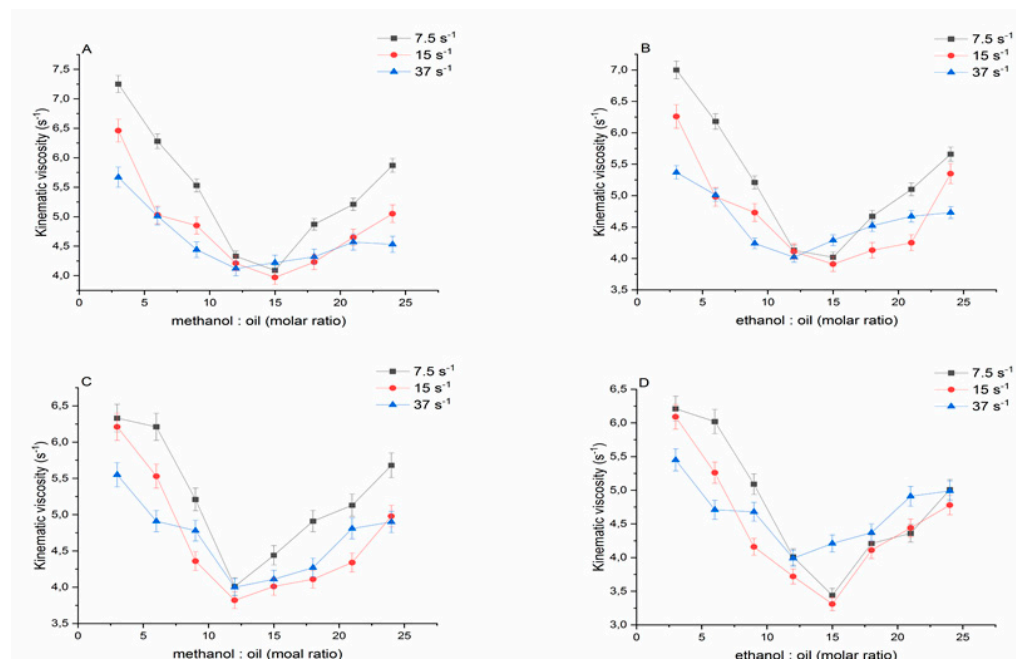 A
7.5 s⁻¹
15 s⁻¹
37 s⁻¹
7,5
7,0
6,5
6,0
5,5
5,0
4,5
4,0
Kinematic viscosity (s⁻¹)
0 5 10 15 20 25
methanol : oil (molar ratio)
B
7.5 s⁻¹
15 s⁻¹
37 s⁻¹
7,0
6,5
6,0
5,5
5,0
4,5
4,0
3,5
Kinematic viscosity (s⁻¹)
0 5 10 15 20 25
ethanol : oil (molar ratio)
C
7.5 s⁻¹
15 s⁻¹
37 s⁻¹
6,5
6,0
5,5
5,0
4,5
4,0
3,5
Kinematic viscosity (s⁻¹)
0 5 10 15 20 25
methanol : oil (moal ratio)
D
7.5 s⁻¹
15 s⁻¹
37 s⁻¹
6,5
6,0
5,5
5,0
4,5
4,0
3,5
3,0
Kinematic viscosity (s⁻¹)
0 5 10 15 20 25
ethanol : oil (molar ratio)